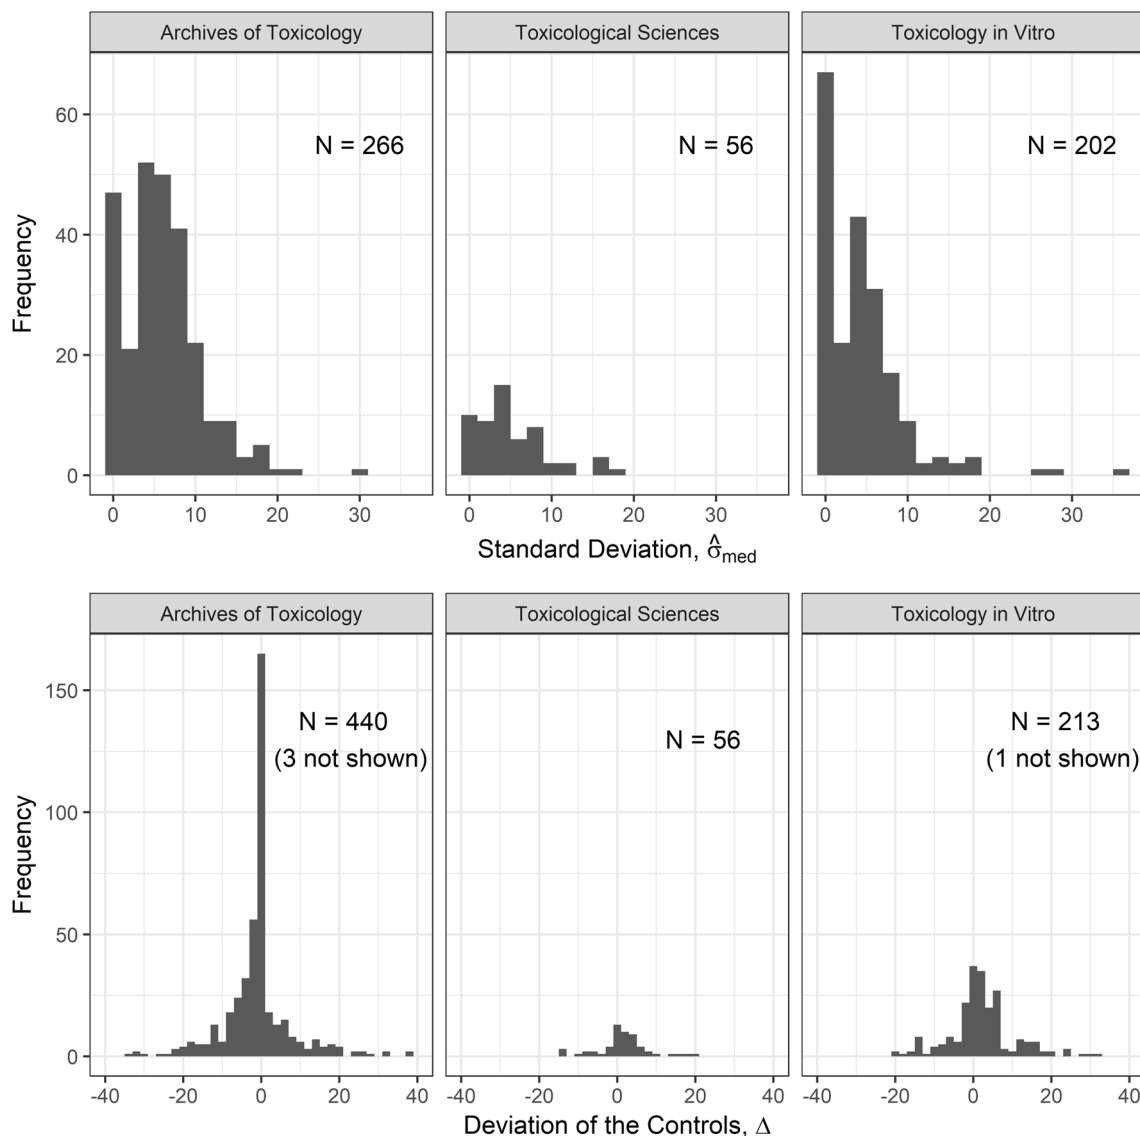 Archives of Toxicology Toxicological Sciences Toxicology in Vitro
N = 266 N = 56 N = 202
Frequency
60
40
20
0
0 10 20 30 0 10 20 30 0 10 20 30
Standard Deviation, σ̂med
Archives of Toxicology Toxicological Sciences Toxicology in Vitro
N = 440 N = 56 N = 213
(3 not shown) (1 not shown)
Frequency
150
100
50
0
-40 -20 0 20 40 -40 -20 0 20 40 -40 -20 0 20 40
Deviation of the Controls, Δ